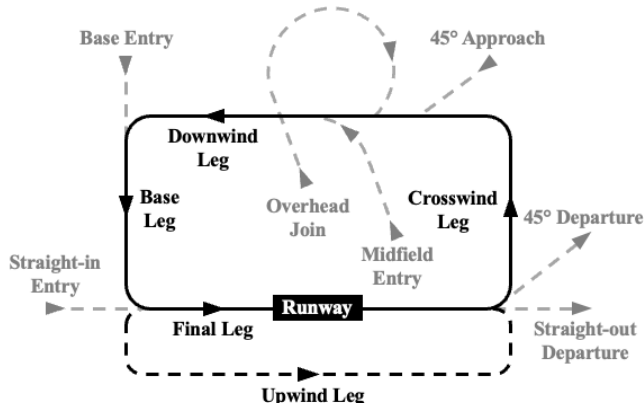 Base Entry
45° Approach
Downwind
Leg
Base
Leg
Overhead
Join
Crosswind
Leg
Midfield
Entry
45° Departure
Straight-in
Entry
Final Leg
Runway
Straight-out
Departure
Upwind Leg